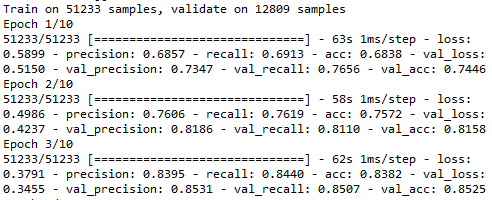 Train on 51233 samples, validate on 12809 samples
Epoch 1/10
51233/51233 [==============================] - 63s 1ms/step - loss:
0.5899 - precision: 0.6857 - recall: 0.6913 - acc: 0.6838 - val_loss:
0.5150 - val_precision: 0.7347 - val_recall: 0.7656 - val_acc: 0.7446
Epoch 2/10
51233/51233 [==============================] - 58s 1ms/step - loss:
0.4986 - precision: 0.7606 - recall: 0.7619 - acc: 0.7572 - val_loss:
0.4237 - val_precision: 0.8186 - val_recall: 0.8110 - val_acc: 0.8158
Epoch 3/10
51233/51233 [==============================] - 62s 1ms/step - loss:
0.3791 - precision: 0.8395 - recall: 0.8440 - acc: 0.8382 - val_loss:
0.3455 - val_precision: 0.8531 - val_recall: 0.8507 - val_acc: 0.8525